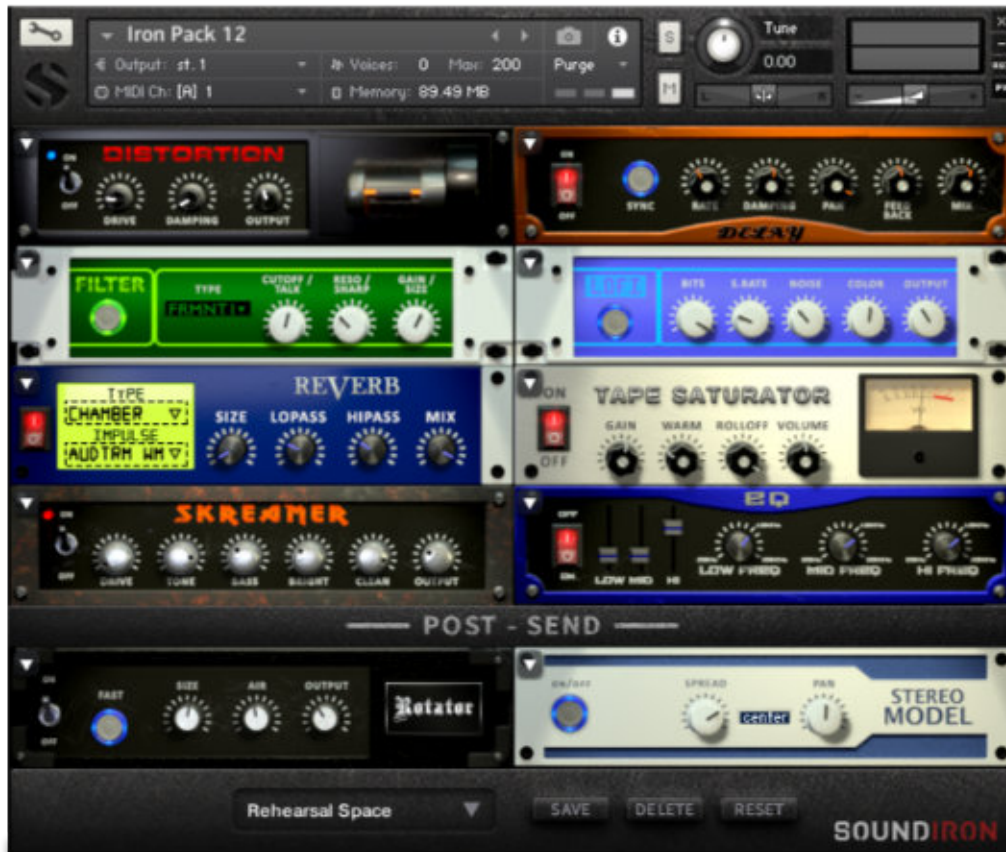 Iron Pack 12
Output: st.1 Voices: 0 Max: 200 Purge
MIDI Ch: [A] 1 Memory: 89.49 MB
S
M
Tune
0.00
L R
DISTORTION
ON
OFF
DRIVE DAMPING OUTPUT
ON
OFF
SYNC RATE DAMPING PAN FEED BACK MIX
DELAY
FILTER
TYPE
FRMNT1
CUTOFF / TALK
RESO / SHARP
GAIN / SIZE
LOFI
BITS S.RATE NOISE COLOR OUTPUT
TYPE
CHAMBER
IMPULSE
AUDTRM WM
REVERB
SIZE LOPASS HIPASS MIX
ON
OFF
TAPE SATURATOR
GAIN WARM ROLLOFF VOLUME
VU
SKREAMER
ON
OFF
DRIVE TONE BASS BRIGHT CLEAN OUTPUT
EQ
OFF
ON
LOW MID HI
LOW FREQ MID FREQ HI FREQ
POST - SEND
ON
OFF
FAST
SIZE AIR OUTPUT
Rotator
ON/OFF
SPREAD
center
PAN
STEREO
MODEL
Rehearsal Space
SAVE DELETE RESET
SOUNDIRON